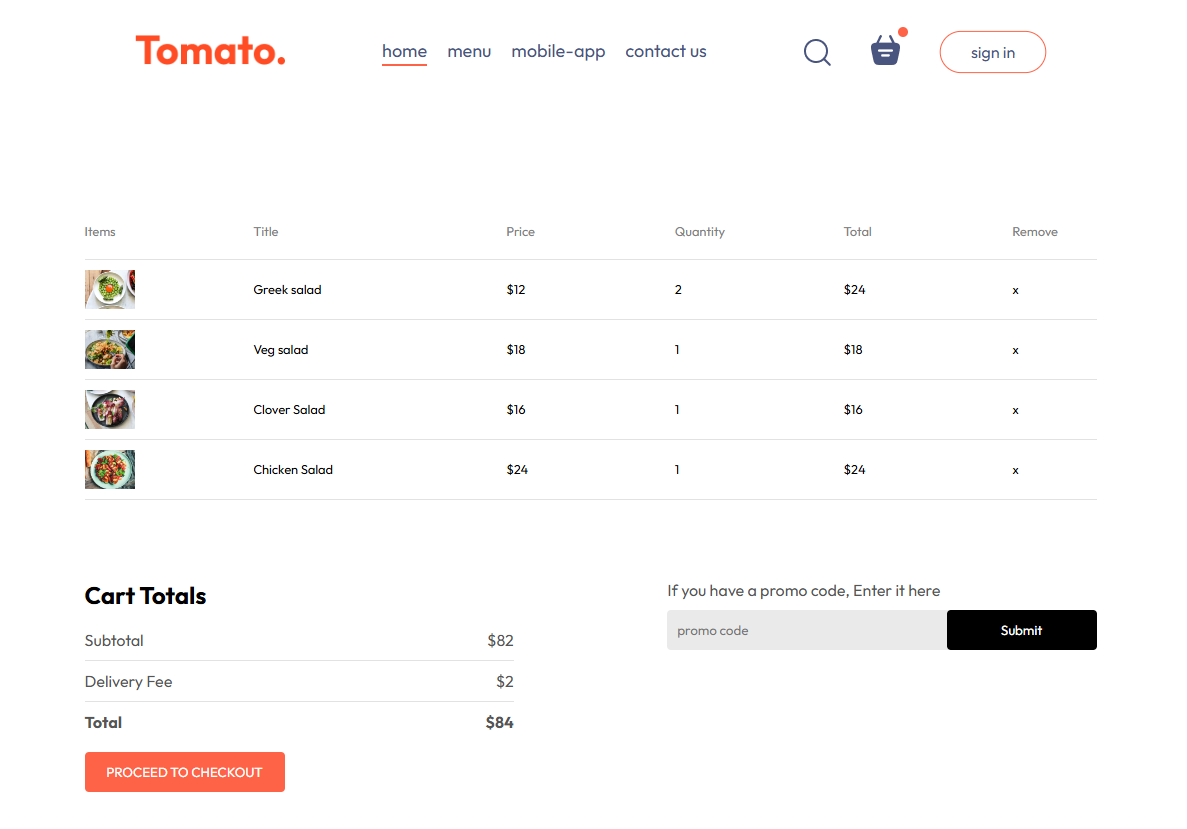 Tomato. home menu mobile-app contact us sign in
Items Title Price Quantity Total Remove
Greek salad $12 2 $24 x
Veg salad $18 1 $18 x
Clover Salad $16 1 $16 x
Chicken Salad $24 1 $24 x
Cart Totals
Subtotal $82
Delivery Fee $2
Total $84
PROCEED TO CHECKOUT
If you have a promo code, Enter it here
promo code Submit